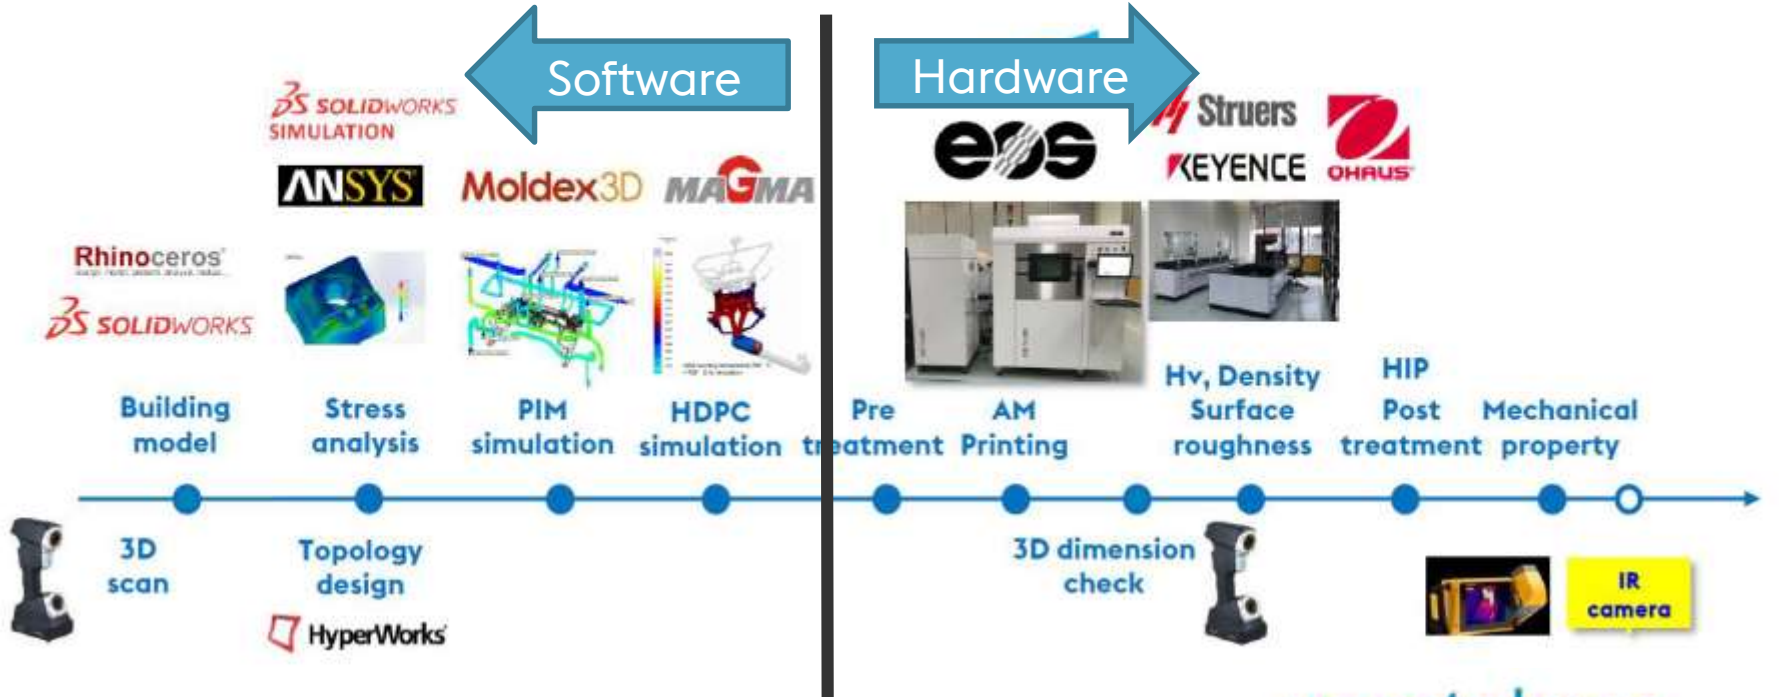 Software
Hardware
SOLIDWORKS
SIMULATION
ANSYS
Moldex3D
MAGMA
eos
Struers
KEYENCE
OHAUS
Rhinoceros
SOLIDWORKS
Building
model
Stress
analysis
PIM
simulation
HDPC
simulation
Pre
treatment
AM
Printing
Hv, Density
Surface
roughness
HIP
Post
treatment
Mechanical
property
3D
scan
Topology
design
HyperWorks
3D dimension
check
IR
camera